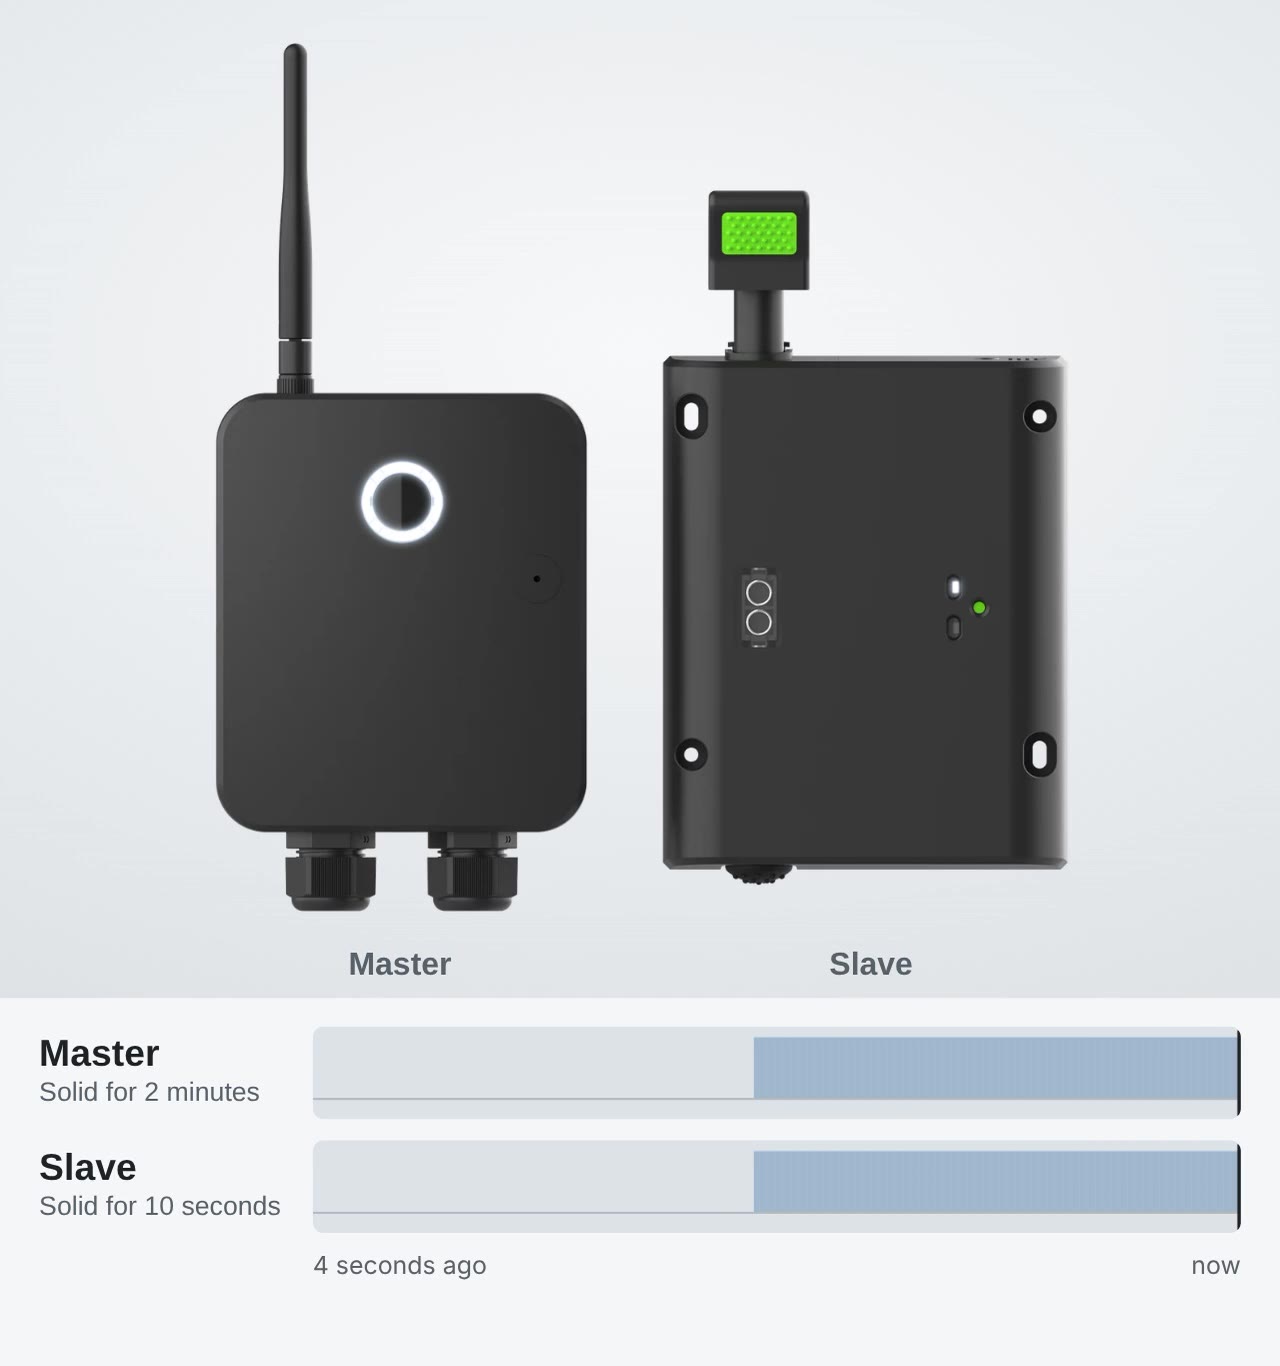 Master
Slave
Master
Solid for 2 minutes
Slave
Solid for 10 seconds
4 seconds ago
now